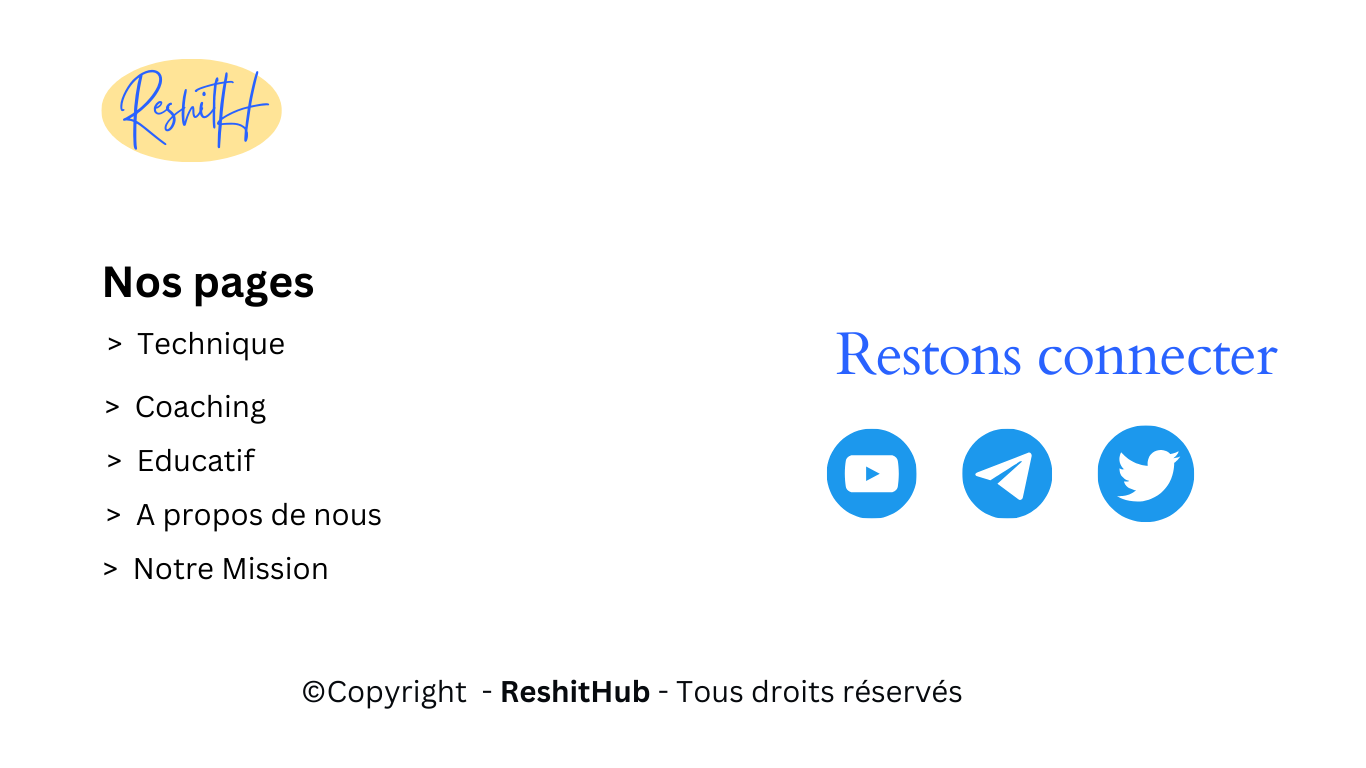 ReshitH
Nos pages
> Technique
> Coaching
> Educatif
> A propos de nous
> Notre Mission
Restons connecter
©Copyright - ReshitHub - Tous droits réservés